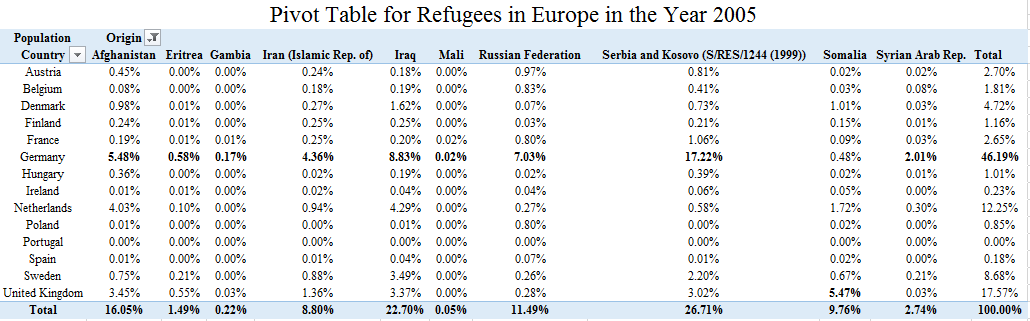 Pivot Table for Refugees in Europe in the Year 2005
Population Origin
Country Afghanistan Eritrea Gambia Iran (Islamic Rep. of) Iraq Mali Russian Federation Serbia and Kosovo (S/RES/1244 (1999)) Somalia Syrian Arab Rep. Total
Austria 0.45% 0.00% 0.00% 0.24% 0.18% 0.00% 0.97% 0.81% 0.02% 0.02% 2.70%
Belgium 0.08% 0.00% 0.00% 0.18% 0.19% 0.00% 0.83% 0.41% 0.03% 0.08% 1.81%
Denmark 0.98% 0.01% 0.00% 0.27% 1.62% 0.00% 0.07% 0.73% 1.01% 0.03% 4.72%
Finland 0.24% 0.01% 0.00% 0.25% 0.25% 0.00% 0.03% 0.21% 0.15% 0.01% 1.16%
France 0.19% 0.01% 0.01% 0.25% 0.20% 0.02% 0.80% 1.06% 0.09% 0.03% 2.65%
Germany 5.48% 0.58% 0.17% 4.36% 8.83% 0.02% 7.03% 17.22% 0.48% 2.01% 46.19%
Hungary 0.36% 0.00% 0.00% 0.02% 0.19% 0.00% 0.02% 0.39% 0.02% 0.01% 1.01%
Ireland 0.01% 0.01% 0.00% 0.02% 0.04% 0.00% 0.04% 0.06% 0.05% 0.00% 0.23%
Netherlands 4.03% 0.10% 0.00% 0.94% 4.29% 0.00% 0.27% 0.58% 1.72% 0.30% 12.25%
Poland 0.01% 0.00% 0.00% 0.00% 0.01% 0.00% 0.80% 0.00% 0.02% 0.00% 0.85%
Portugal 0.00% 0.00% 0.00% 0.00% 0.00% 0.00% 0.00% 0.00% 0.00% 0.00% 0.00%
Spain 0.01% 0.00% 0.00% 0.01% 0.04% 0.00% 0.07% 0.01% 0.02% 0.00% 0.18%
Sweden 0.75% 0.21% 0.00% 0.88% 3.49% 0.00% 0.26% 2.20% 0.67% 0.21% 8.68%
United Kingdom 3.45% 0.55% 0.03% 1.36% 3.37% 0.00% 0.28% 3.02% 5.47% 0.03% 17.57%
Total 16.05% 1.49% 0.22% 8.80% 22.70% 0.05% 11.49% 26.71% 9.76% 2.74% 100.00%